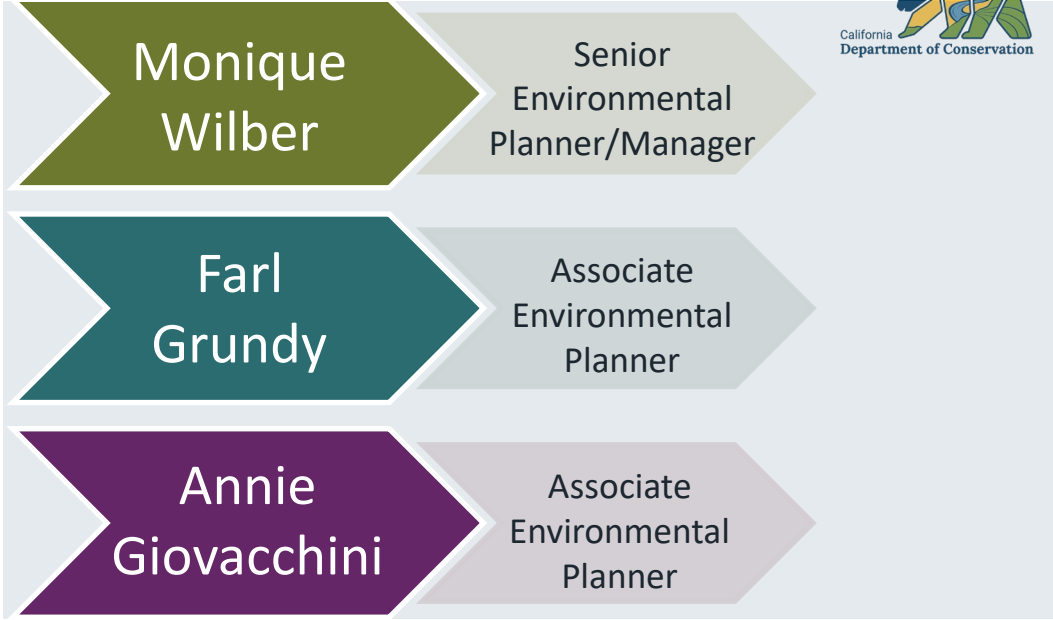 California
Department of Conservation
Monique
Wilber
Senior
Environmental
Planner/Manager
Farl
Grundy
Associate
Environmental
Planner
Annie
Giovacchini
Associate
Environmental
Planner